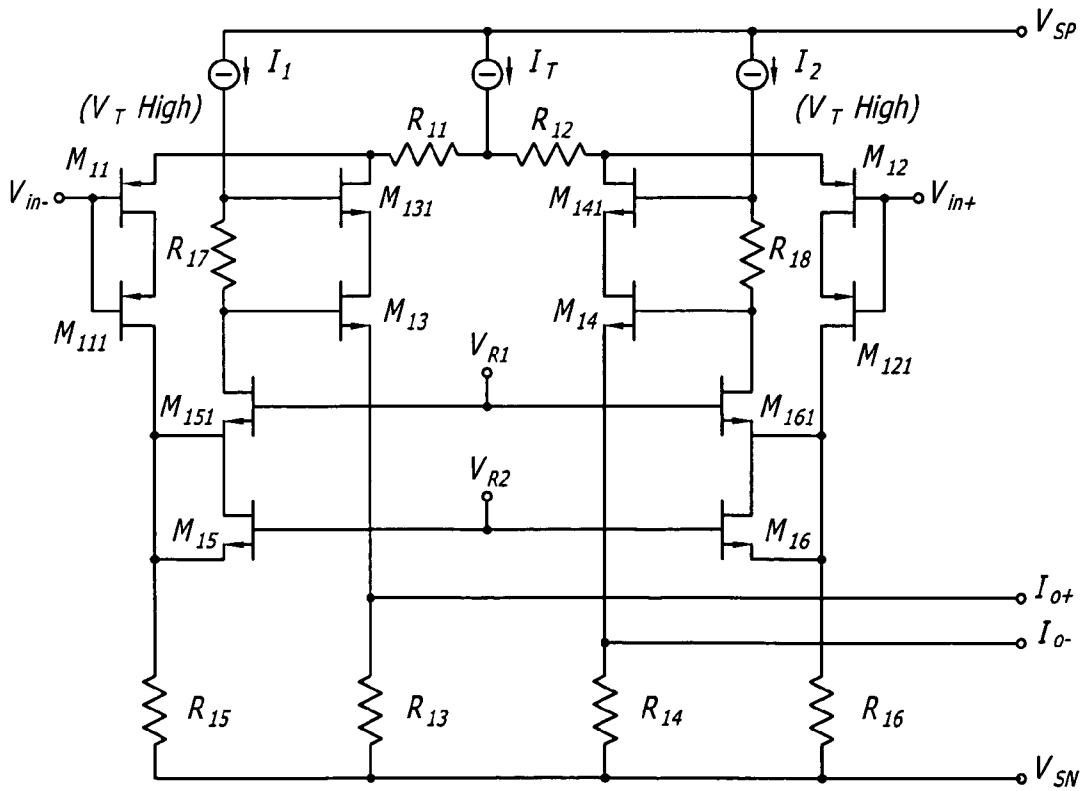 V_SP
I_1
I_T
I_2
(V_T High)
(V_T High)
R_11
R_12
M_11
M_12
V_in-
M_131
M_141
V_in+
R_17
R_18
M_111
M_13
M_14
M_121
V_R1
M_151
M_161
V_R2
M_15
M_16
I_o+
I_o-
R_15
R_13
R_14
R_16
V_SN